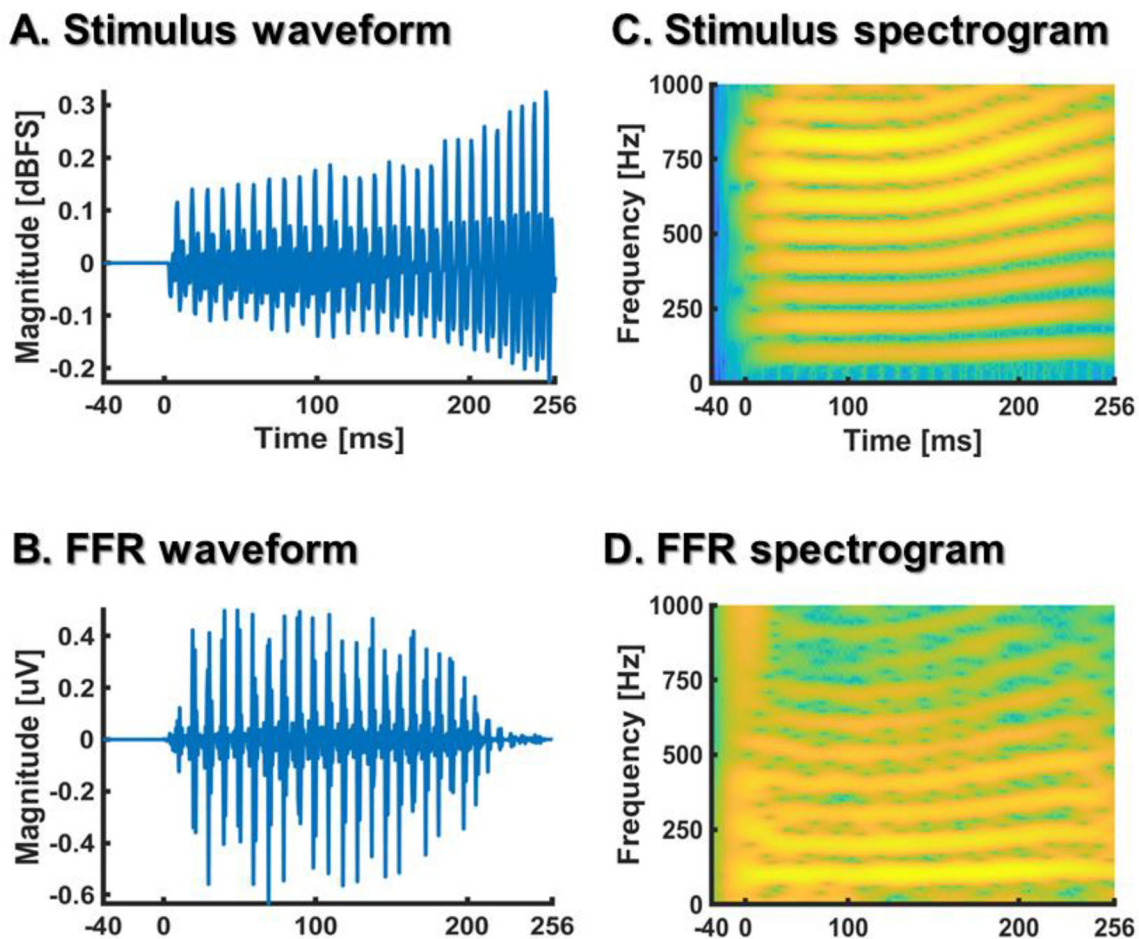 A. Stimulus waveform
Magnitude [dBFS]
0.3
0.2
0.1
0
-0.1
-0.2
-40 0 100 200 256
Time [ms]
C. Stimulus spectrogram
Frequency [Hz]
1000
750
500
250
0
-40 0 100 200 256
Time [ms]
B. FFR waveform
Magnitude [uV]
0.4
0.2
0
-0.2
-0.4
-0.6
-40 0 100 200 256
D. FFR spectrogram
Frequency [Hz]
1000
750
500
250
0
-40 0 100 200 256